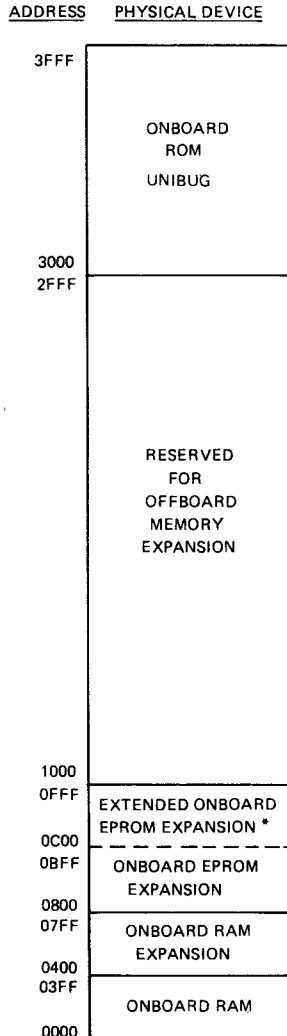 ADDRESS PHYSICAL DEVICE
3FFF
ONBOARD
ROM
UNIBUG
3000
2FFF
RESERVED
FOR
OFFBOARD
MEMORY
EXPANSION
1000
0FFF
EXTENDED ONBOARD
EPROM EXPANSION *
0C00
0BFF
ONBOARD EPROM
EXPANSION
0800
07FF
ONBOARD RAM
EXPANSION
0400
03FF
ONBOARD RAM
0000